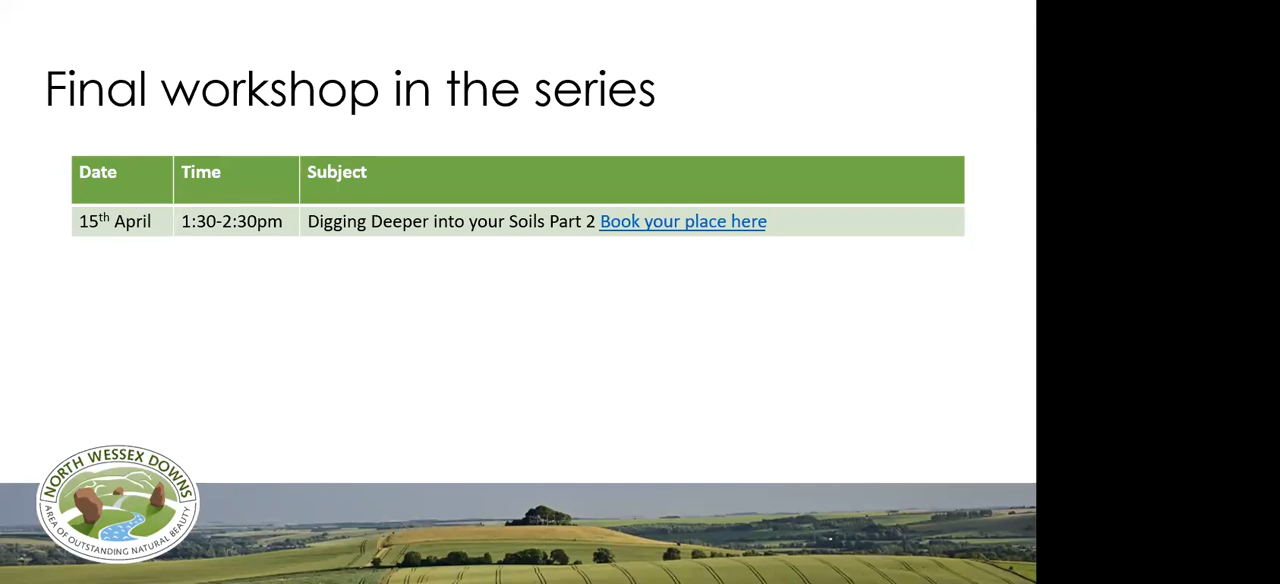 Final workshop in the series
Date Time Subject
15th April 1:30-2:30pm Digging Deeper into your Soils Part 2 Book your place here
NORTH WESSEX DOWNS
AREA OF OUTSTANDING NATURAL BEAUTY